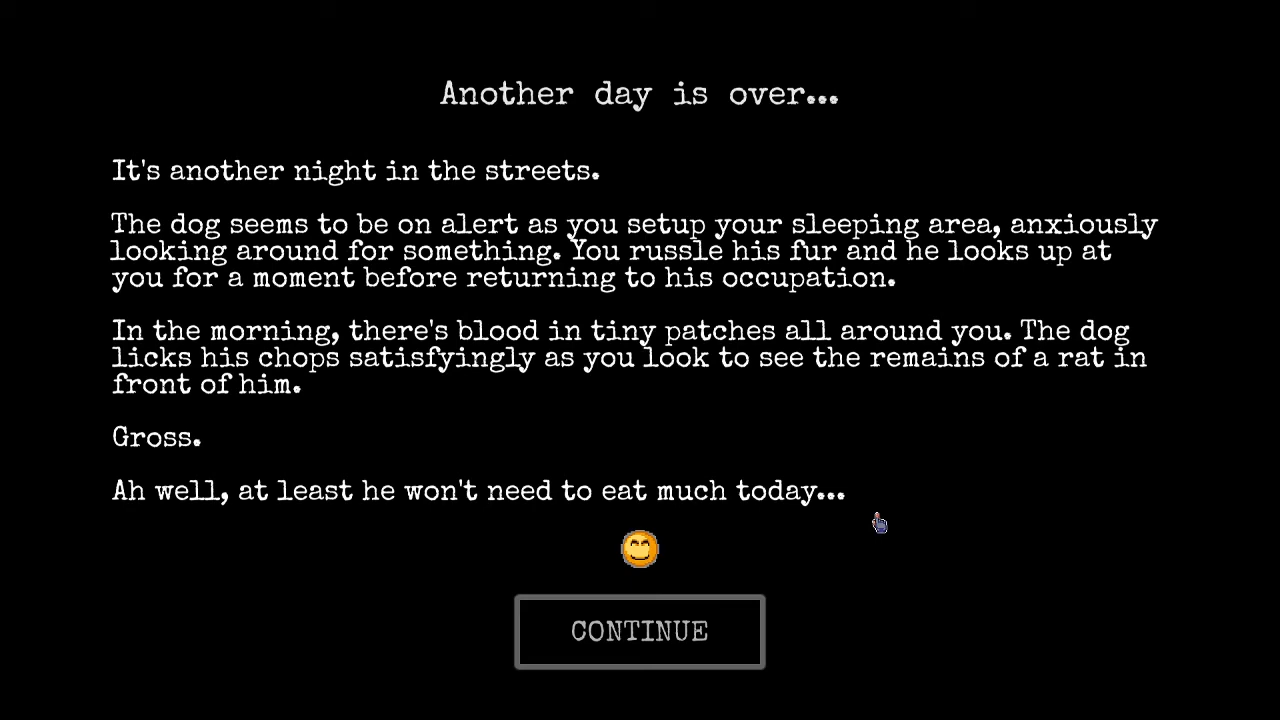 Another day is over...
It's another night in the streets.
The dog seems to be on alert as you setup your sleeping area, anxiously
looking around for something. You russle his fur and he looks up at
you for a moment before returning to his occupation.
In the morning, there's blood in tiny patches all around you. The dog
licks his chops satisfyingly as you look to see the remains of a rat in
front of him.
Gross.
Ah well, at least he won't need to eat much today...
CONTINUE